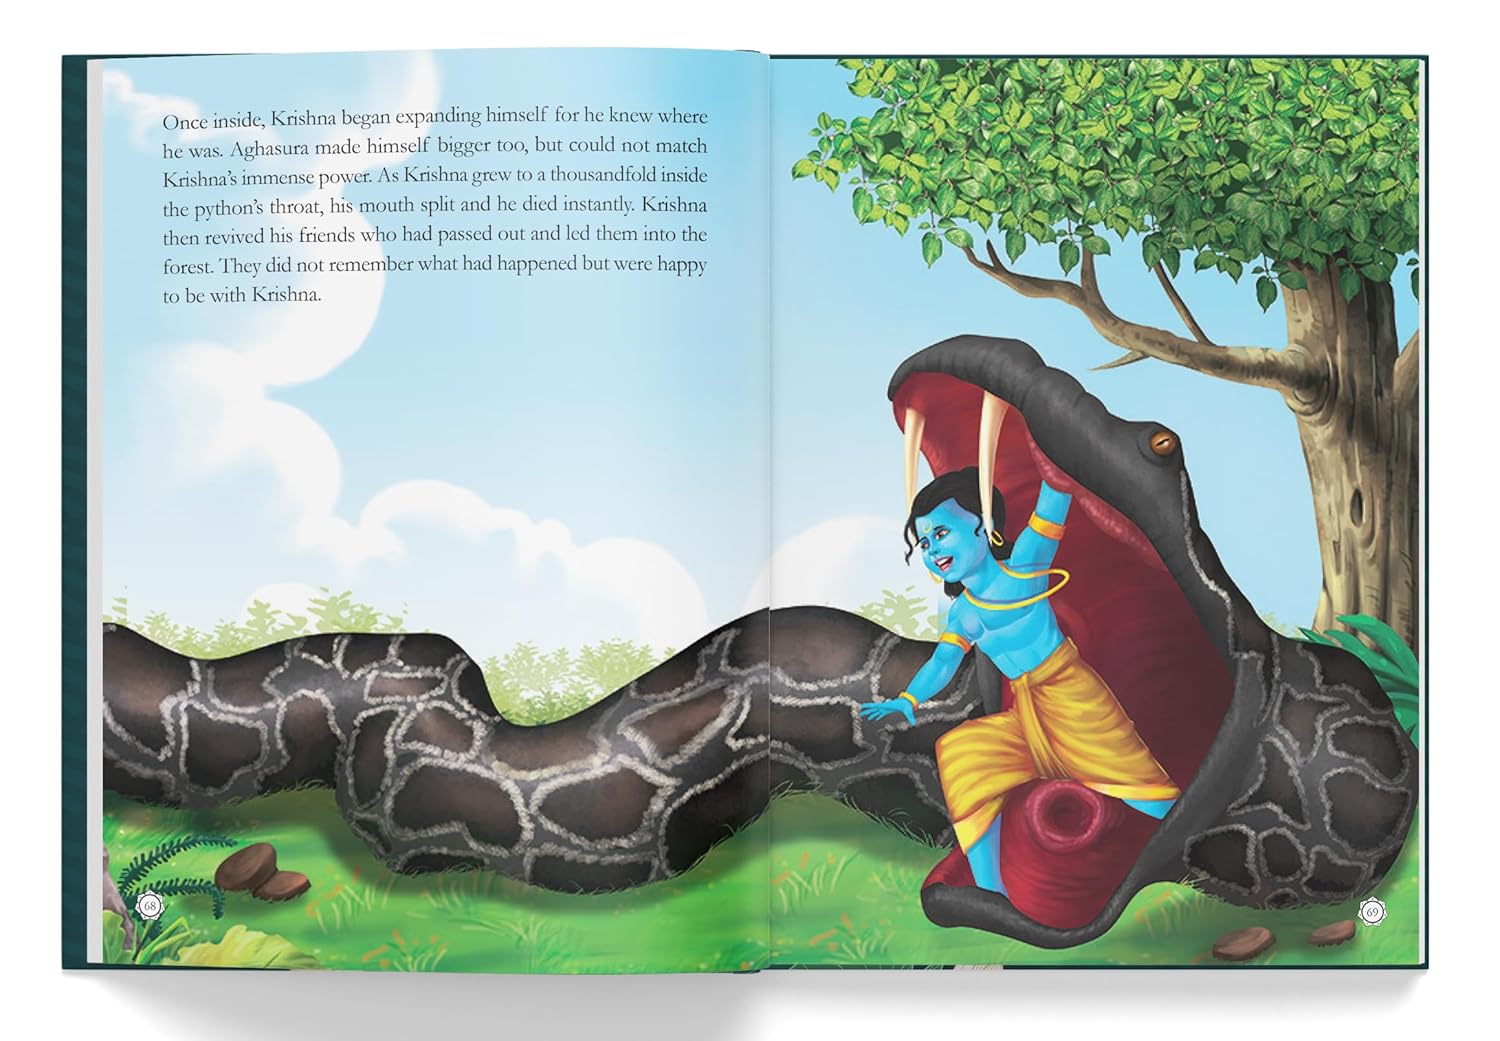 Once inside, Krishna began expanding himself for he knew where
he was. Aghasura made himself bigger too, but could not match
Krishna's immense power. As Krishna grew to a thousandfold inside
the python's throat, his mouth split and he died instantly. Krishna
then revived his friends who had passed out and led them into the
forest. They did not remember what had happened but were happy
to be with Krishna.
68
69